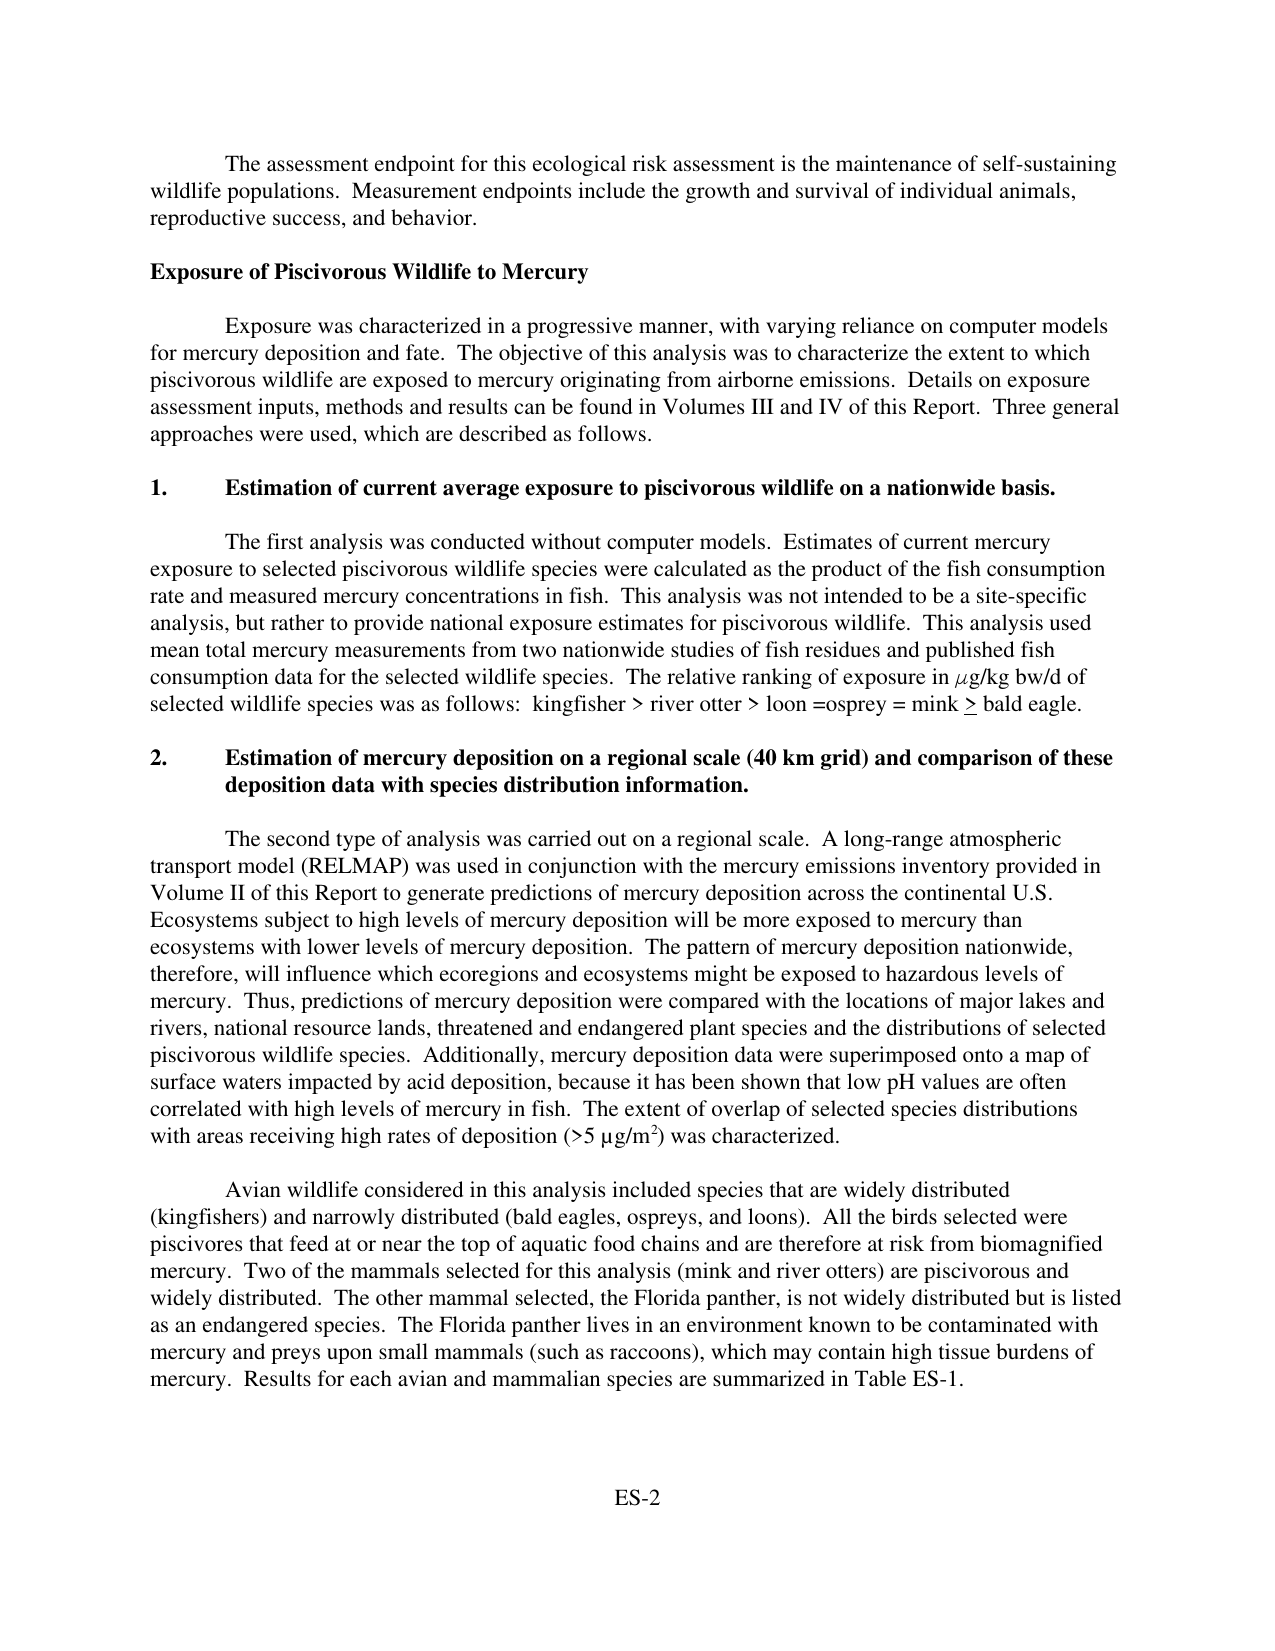 The assessment endpoint for this ecological risk assessment is the maintenance of self-sustaining
wildlife populations.  Measurement endpoints include the growth and survival of individual animals,
reproductive success, and behavior.
Exposure of Piscivorous Wildlife to Mercury
Exposure was characterized in a progressive manner, with varying reliance on computer models
for mercury deposition and fate.  The objective of this analysis was to characterize the extent to which
piscivorous wildlife are exposed to mercury originating from airborne emissions.  Details on exposure
assessment inputs, methods and results can be found in Volumes III and IV of this Report.  Three general
approaches were used, which are described as follows.
1. Estimation of current average exposure to piscivorous wildlife on a nationwide basis.
The first analysis was conducted without computer models.  Estimates of current mercury
exposure to selected piscivorous wildlife species were calculated as the product of the fish consumption
rate and measured mercury concentrations in fish.  This analysis was not intended to be a site-specific
analysis, but rather to provide national exposure estimates for piscivorous wildlife.  This analysis used
mean total mercury measurements from two nationwide studies of fish residues and published fish
consumption data for the selected wildlife species.  The relative ranking of exposure in μg/kg bw/d of
selected wildlife species was as follows:  kingfisher > river otter > loon =osprey = mink ≥ bald eagle.
2. Estimation of mercury deposition on a regional scale (40 km grid) and comparison of these
deposition data with species distribution information.
The second type of analysis was carried out on a regional scale.  A long-range atmospheric
transport model (RELMAP) was used in conjunction with the mercury emissions inventory provided in
Volume II of this Report to generate predictions of mercury deposition across the continental U.S.
Ecosystems subject to high levels of mercury deposition will be more exposed to mercury than
ecosystems with lower levels of mercury deposition.  The pattern of mercury deposition nationwide,
therefore, will influence which ecoregions and ecosystems might be exposed to hazardous levels of
mercury.  Thus, predictions of mercury deposition were compared with the locations of major lakes and
rivers, national resource lands, threatened and endangered plant species and the distributions of selected
piscivorous wildlife species.  Additionally, mercury deposition data were superimposed onto a map of
surface waters impacted by acid deposition, because it has been shown that low pH values are often
correlated with high levels of mercury in fish.  The extent of overlap of selected species distributions
with areas receiving high rates of deposition (>5 µg/m²) was characterized.
Avian wildlife considered in this analysis included species that are widely distributed
(kingfishers) and narrowly distributed (bald eagles, ospreys, and loons).  All the birds selected were
piscivores that feed at or near the top of aquatic food chains and are therefore at risk from biomagnified
mercury.  Two of the mammals selected for this analysis (mink and river otters) are piscivorous and
widely distributed.  The other mammal selected, the Florida panther, is not widely distributed but is listed
as an endangered species.  The Florida panther lives in an environment known to be contaminated with
mercury and preys upon small mammals (such as raccoons), which may contain high tissue burdens of
mercury.  Results for each avian and mammalian species are summarized in Table ES-1.
ES-2